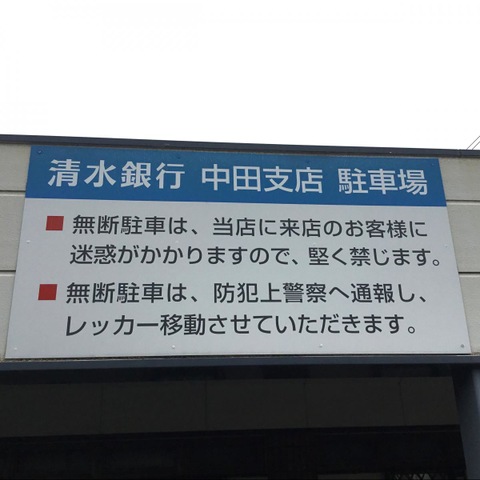 清水銀行 中田支店 駐車場
■ 無断駐車は、当店に来店のお客様に
迷惑がかかりますので、堅く禁じます。
■ 無断駐車は、防犯上警察へ通報し、
レッカー移動させていただきます。